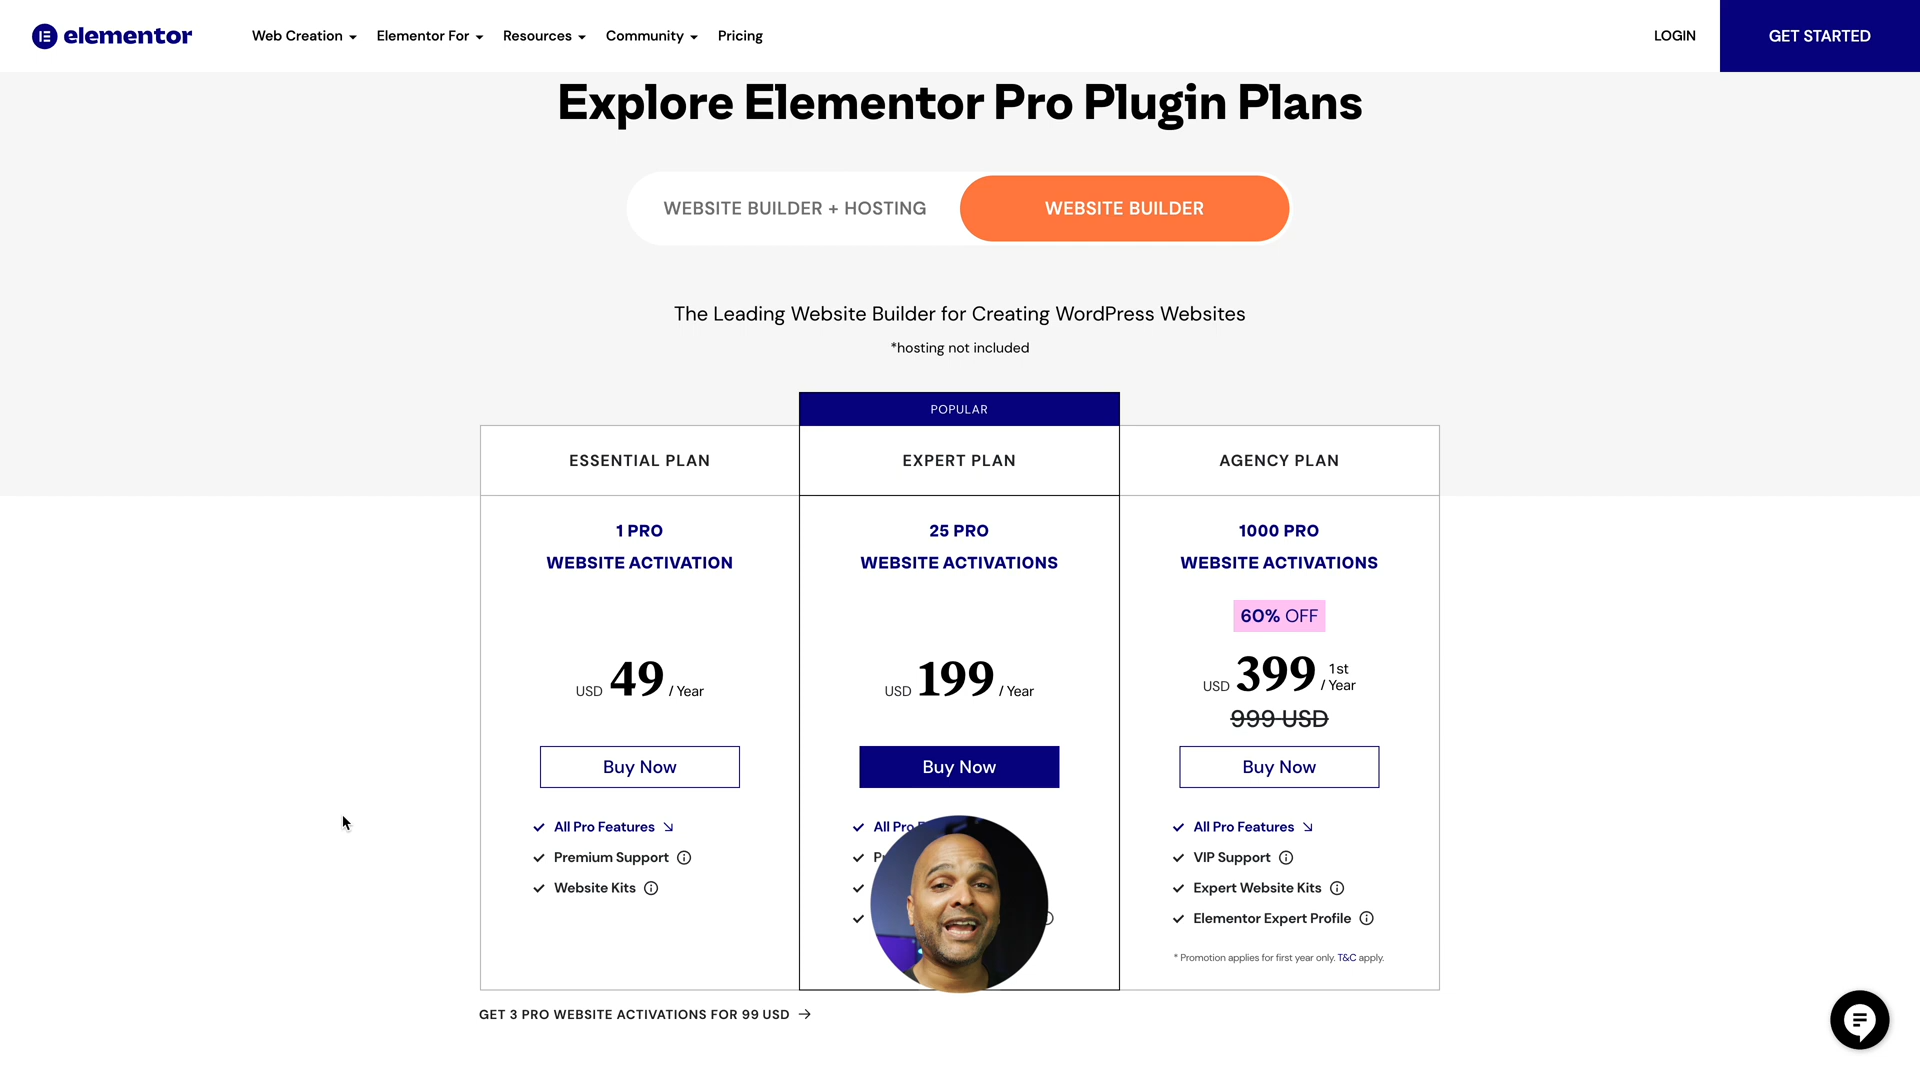 elementor
Web Creation
Elementor For
Resources
Community
Pricing
LOGIN
GET STARTED
Explore Elementor Pro Plugin Plans
WEBSITE BUILDER + HOSTING
WEBSITE BUILDER
The Leading Website Builder for Creating WordPress Websites
*hosting not included
POPULAR
ESSENTIAL PLAN
1 PRO
WEBSITE ACTIVATION
USD 49 / Year
Buy Now
All Pro Features
Premium Support
Website Kits
EXPERT PLAN
25 PRO
WEBSITE ACTIVATIONS
USD 199 / Year
Buy Now
All Pro
AGENCY PLAN
1000 PRO
WEBSITE ACTIVATIONS
60% OFF
USD 399 1st / Year
999 USD
Buy Now
All Pro Features
VIP Support
Expert Website Kits
Elementor Expert Profile
* Promotion applies for first year only. T&C apply.
GET 3 PRO WEBSITE ACTIVATIONS FOR 99 USD